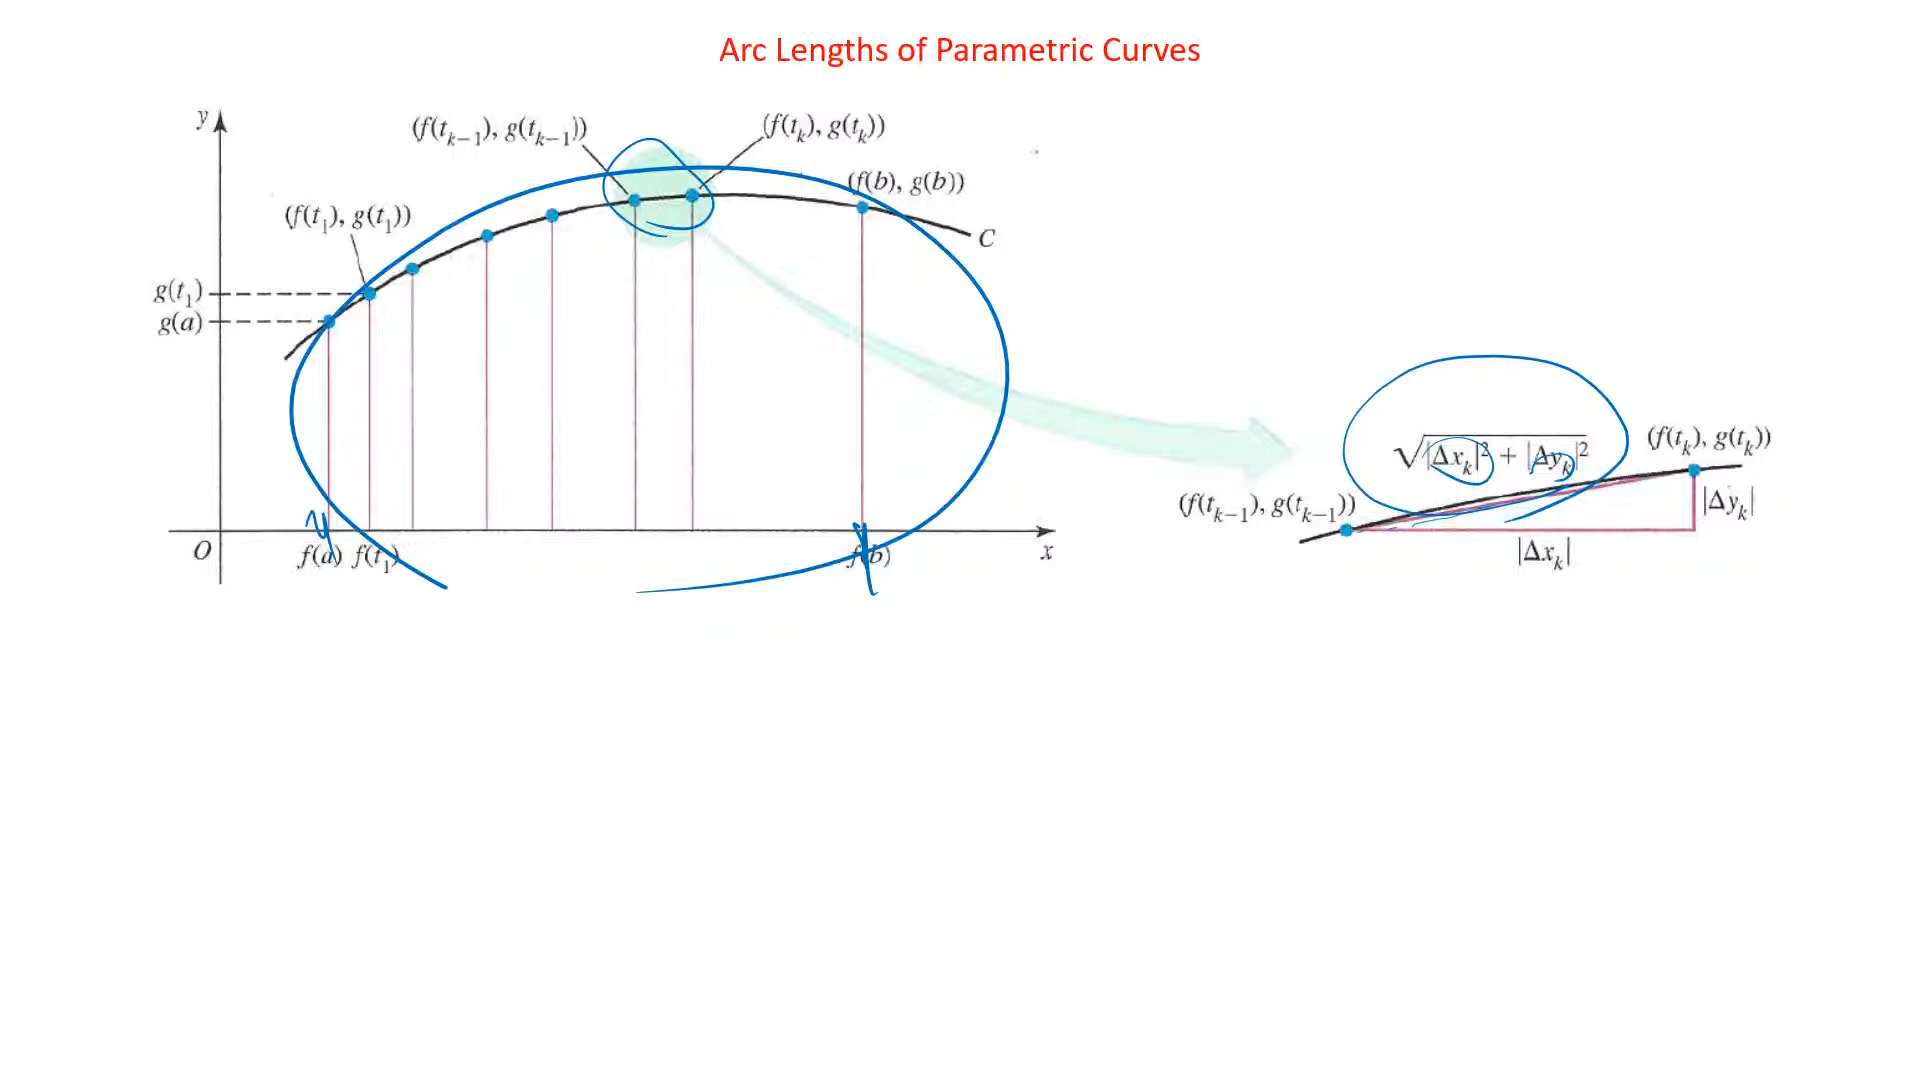 Arc Lengths of Parametric Curves
y
(f(t_{k−1}), g(t_{k−1}))
(f(t_k), g(t_k))
(f(b), g(b))
(f(t_1), g(t_1))
C
g(t_1)
g(a)
O
f(a) f(t_1)
f(b)
x
√|Δx_k|² + |Δy_k|²
(f(t_k), g(t_k))
(f(t_{k−1}), g(t_{k−1}))
|Δy_k|
|Δx_k|